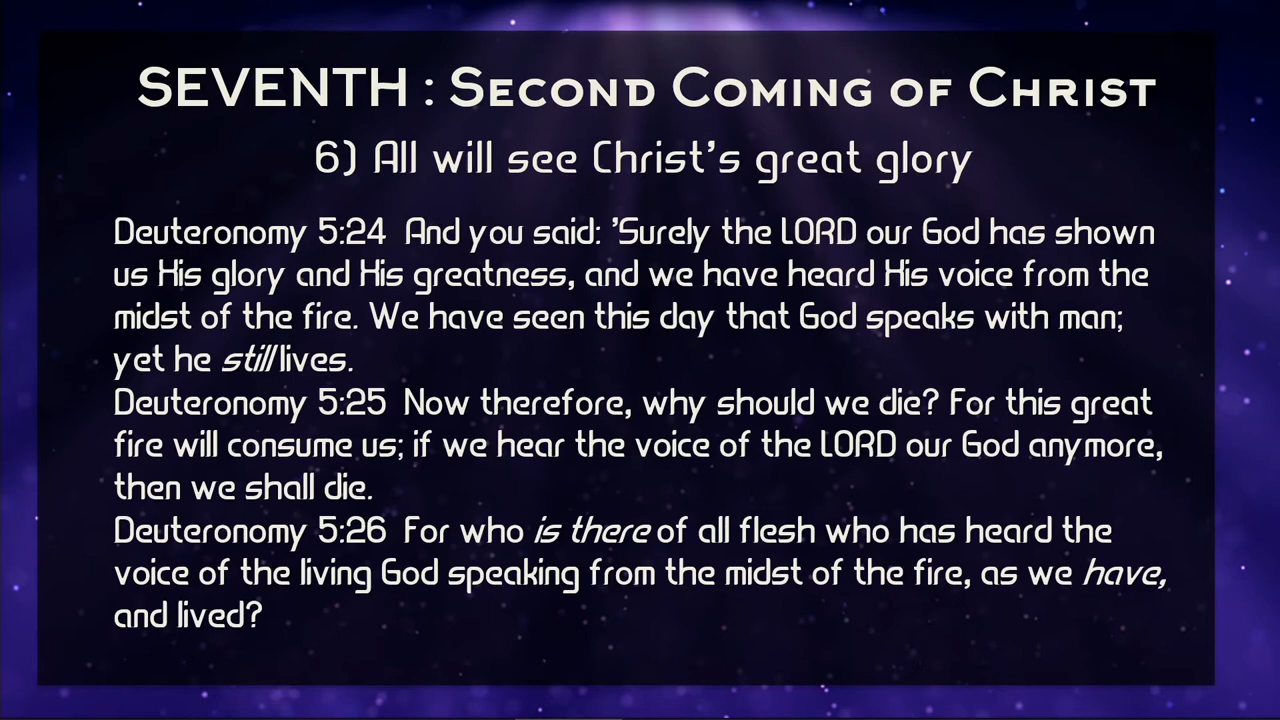 SEVENTH : Second Coming of Christ
6) All will see Christ's great glory
Deuteronomy 5:24 And you said: 'Surely the LORD our God has shown
us His glory and His greatness, and we have heard His voice from the
midst of the fire. We have seen this day that God speaks with man;
yet he still lives.
Deuteronomy 5:25 Now therefore, why should we die? For this great
fire will consume us; if we hear the voice of the LORD our God anymore,
then we shall die.
Deuteronomy 5:26 For who is there of all flesh who has heard the
voice of the living God speaking from the midst of the fire, as we have,
and lived?